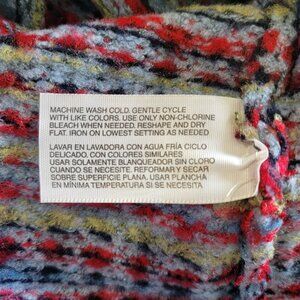 MACHINE WASH COLD. GENTLE CYCLE
WITH LIKE COLORS. USE ONLY NON-CHLORINE
BLEACH WHEN NEEDED. RESHAPE AND DRY
FLAT. IRON ON LOWEST SETTING AS NEEDED
LAVAR EN LAVADORA CON AGUA FRÍA CICLO
DELICADO, CON COLORES SIMILARES
USAR SOLAMENTE BLANQUEADOR SIN CLORO
CUANDO SE NECESITE. REFORMAR Y SECAR
SOBRE SUPERFICIE PLANA. USAR PLANCHA
EN MÍNIMA TEMPERATURA SI SE NECESITA